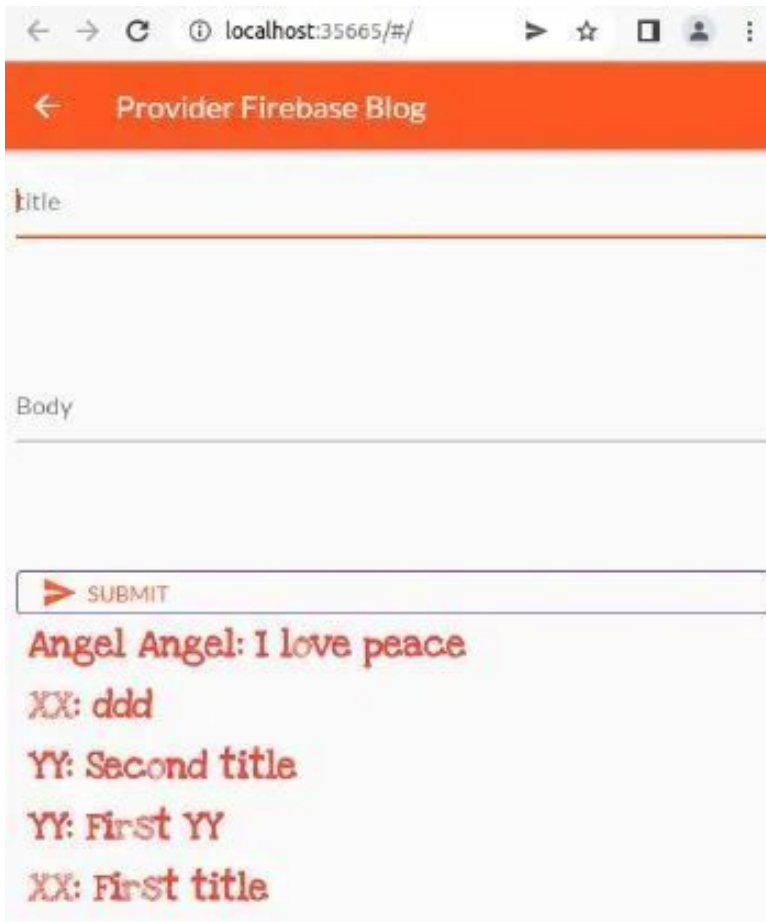 localhost:35665/#/
Provider Firebase Blog
title
Body
SUBMIT
Angel Angel: I love peace
XX: ddd
YY: Second title
YY: First YY
XX: First title